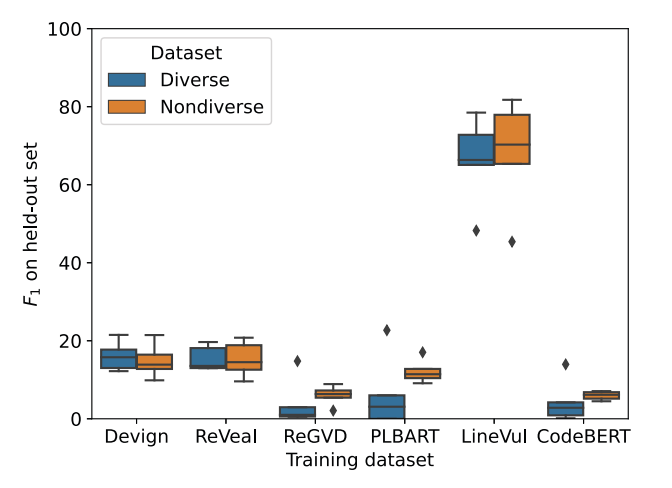 100
80
60
40
20
0
F1 on held-out set
Dataset
Diverse
Nondiverse
Devign ReVeal ReGVD PLBART LineVul CodeBERT
Training dataset